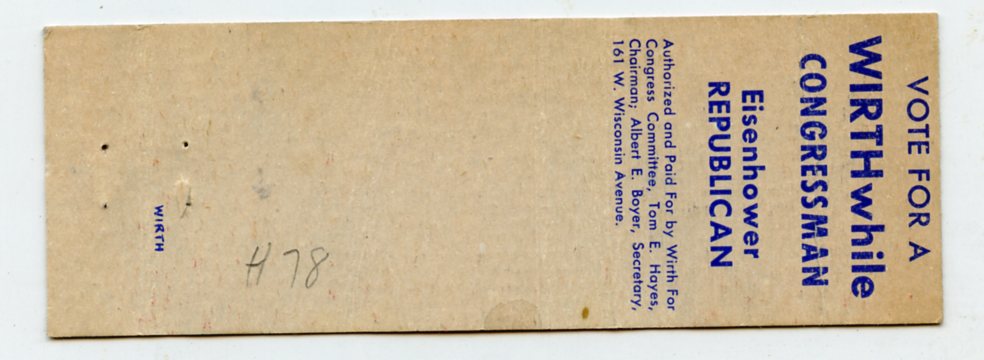 VOTE FOR A
WIRTHwhile
CONGRESSMAN
Eisenhower
REPUBLICAN
Authorized and Paid For by Wirth For
Congress Committee, Tom E. Hayes,
Chairman; Albert E. Boyer, Secretary,
161 W. Wisconsin Avenue.
H 78
WIRTH